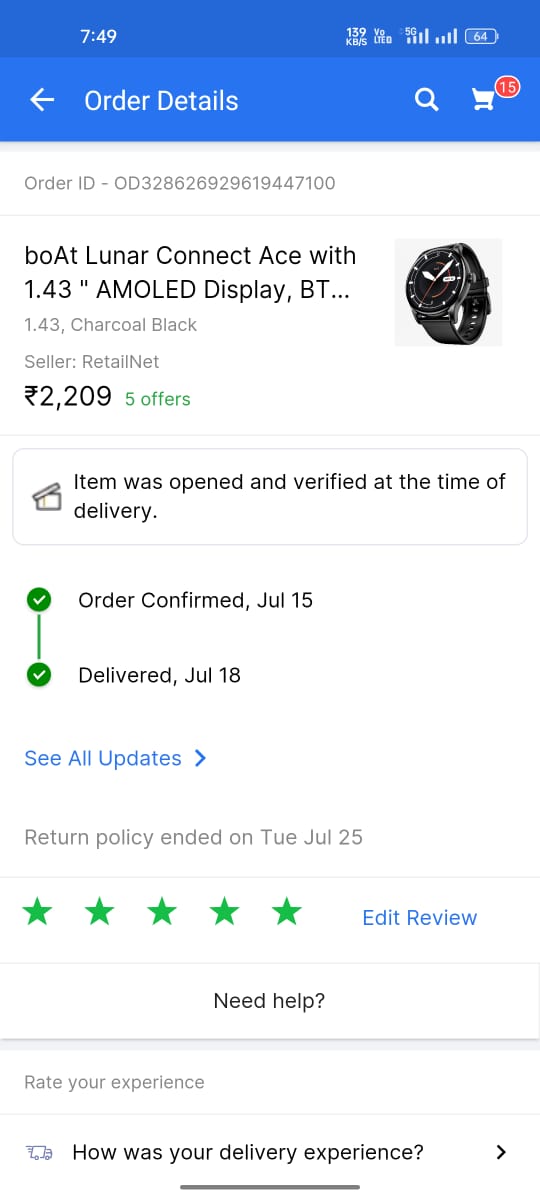 7:49
139 KB/S Vo LTED 5G 64
Order Details
15
Order ID - OD328626929619447100
boAt Lunar Connect Ace with
1.43 " AMOLED Display, BT...
1.43, Charcoal Black
Seller: RetailNet
₹2,209 5 offers
Item was opened and verified at the time of
delivery.
Order Confirmed, Jul 15
Delivered, Jul 18
See All Updates
Return policy ended on Tue Jul 25
Edit Review
Need help?
Rate your experience
How was your delivery experience?